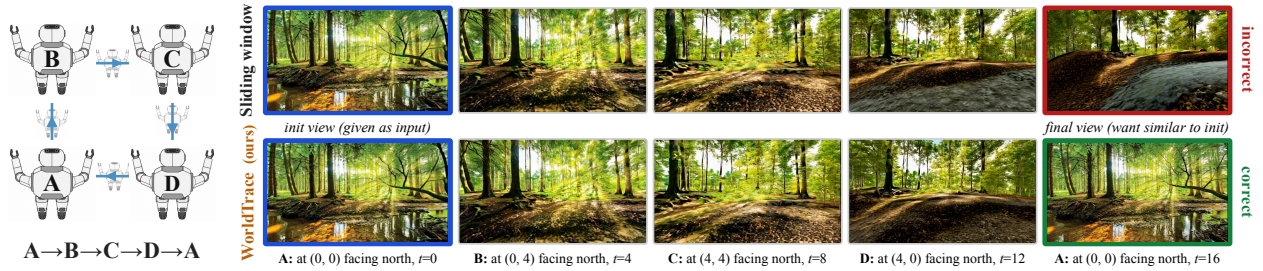 B
C
A
D
A→B→C→D→A
Sliding window
incorrect
init view (given as input)
final view (want similar to init)
WorldTrace (ours)
correct
A: at (0, 0) facing north, t=0
B: at (0, 4) facing north, t=4
C: at (4, 4) facing north, t=8
D: at (4, 0) facing north, t=12
A: at (0, 0) facing north, t=16